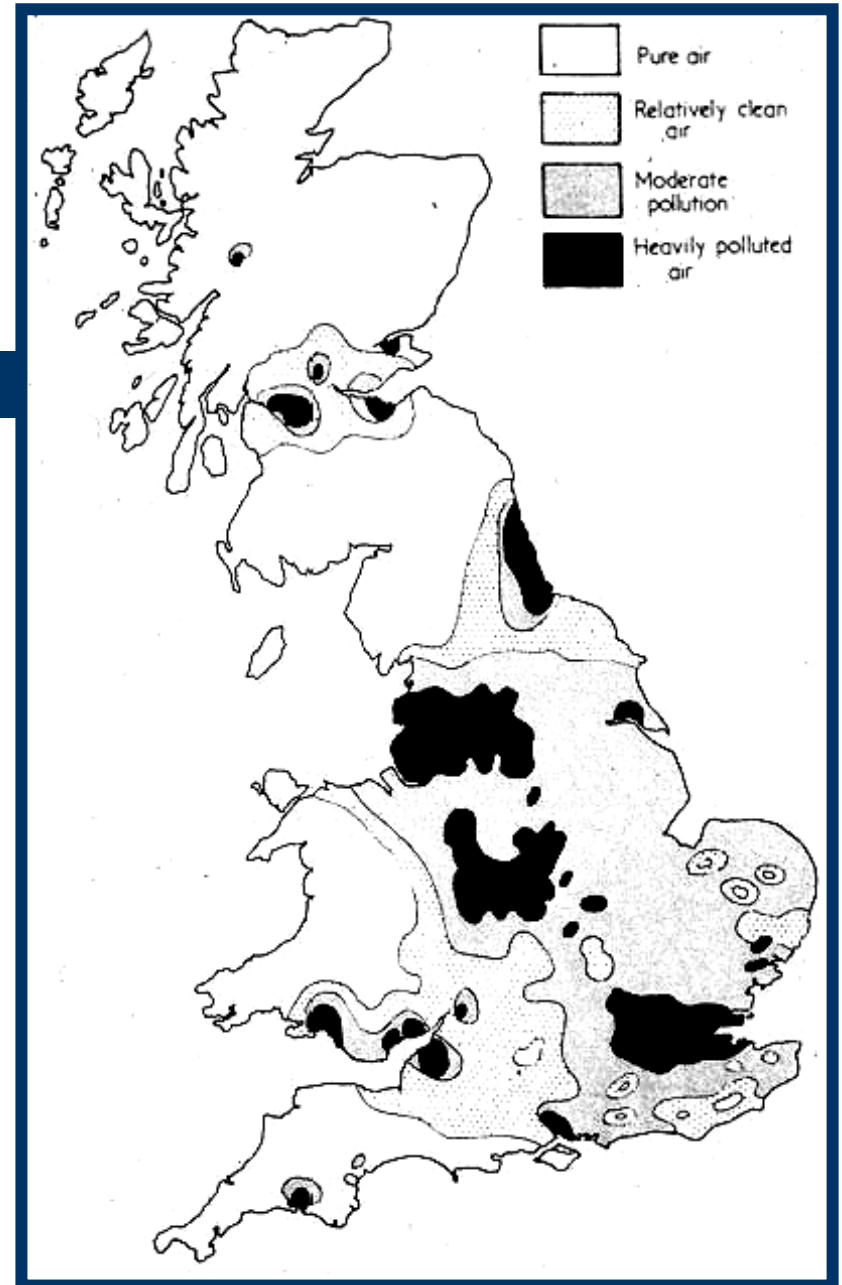 Pure air
Relatively clean
air
Moderate
pollution
Heavily polluted
air